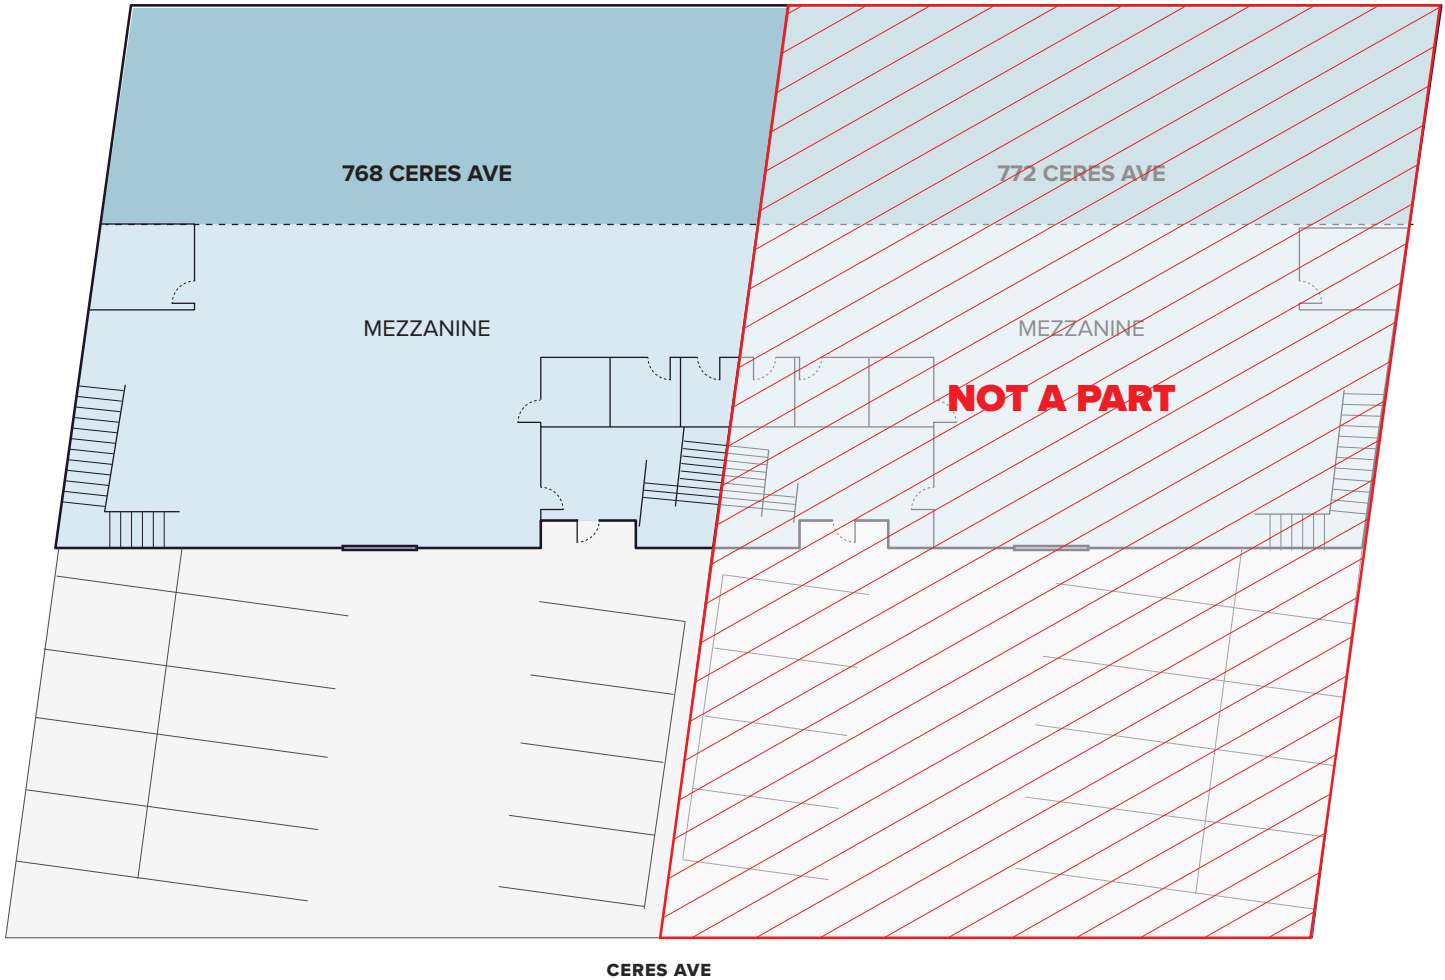 768 CERES AVE
772 CERES AVE
MEZZANINE
MEZZANINE
NOT A PART
CERES AVE